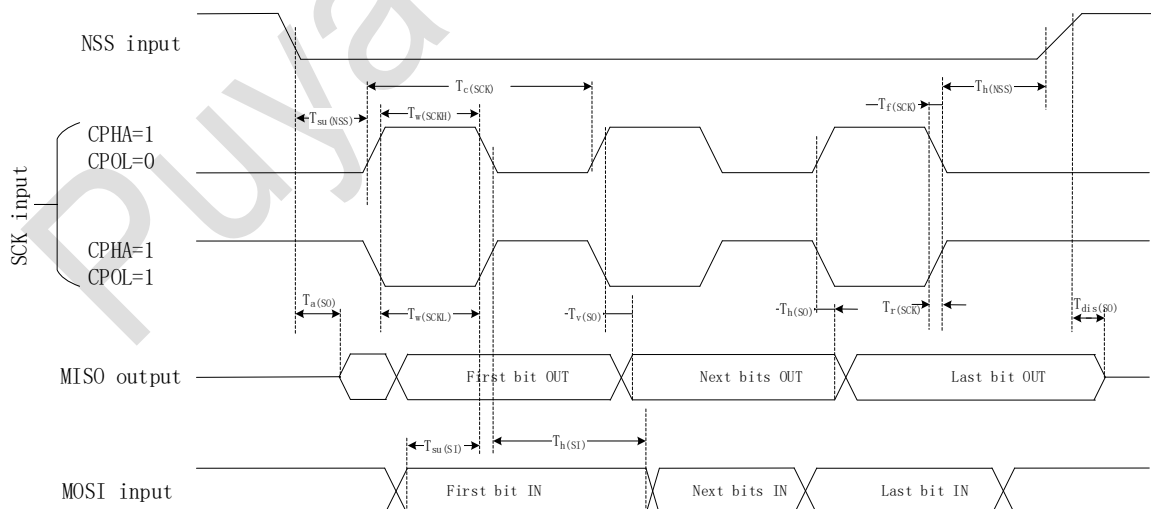 NSS input
Tc(SCK)
Th(NSS)
Tf(SCK)
Tsu(NSS)
Tw(SCKH)
CPHA=1
CPOL=0
SCK input
CPHA=1
CPOL=1
Ta(SO)
Tw(SCKL)
-Tv(SO)
-Th(SO)
Tr(SCK)
Tdis(SO)
MISO output
First bit OUT
Next bits OUT
Last bit OUT
Tsu(SI)
Th(SI)
MOSI input
First bit IN
Next bits IN
Last bit IN
Puya